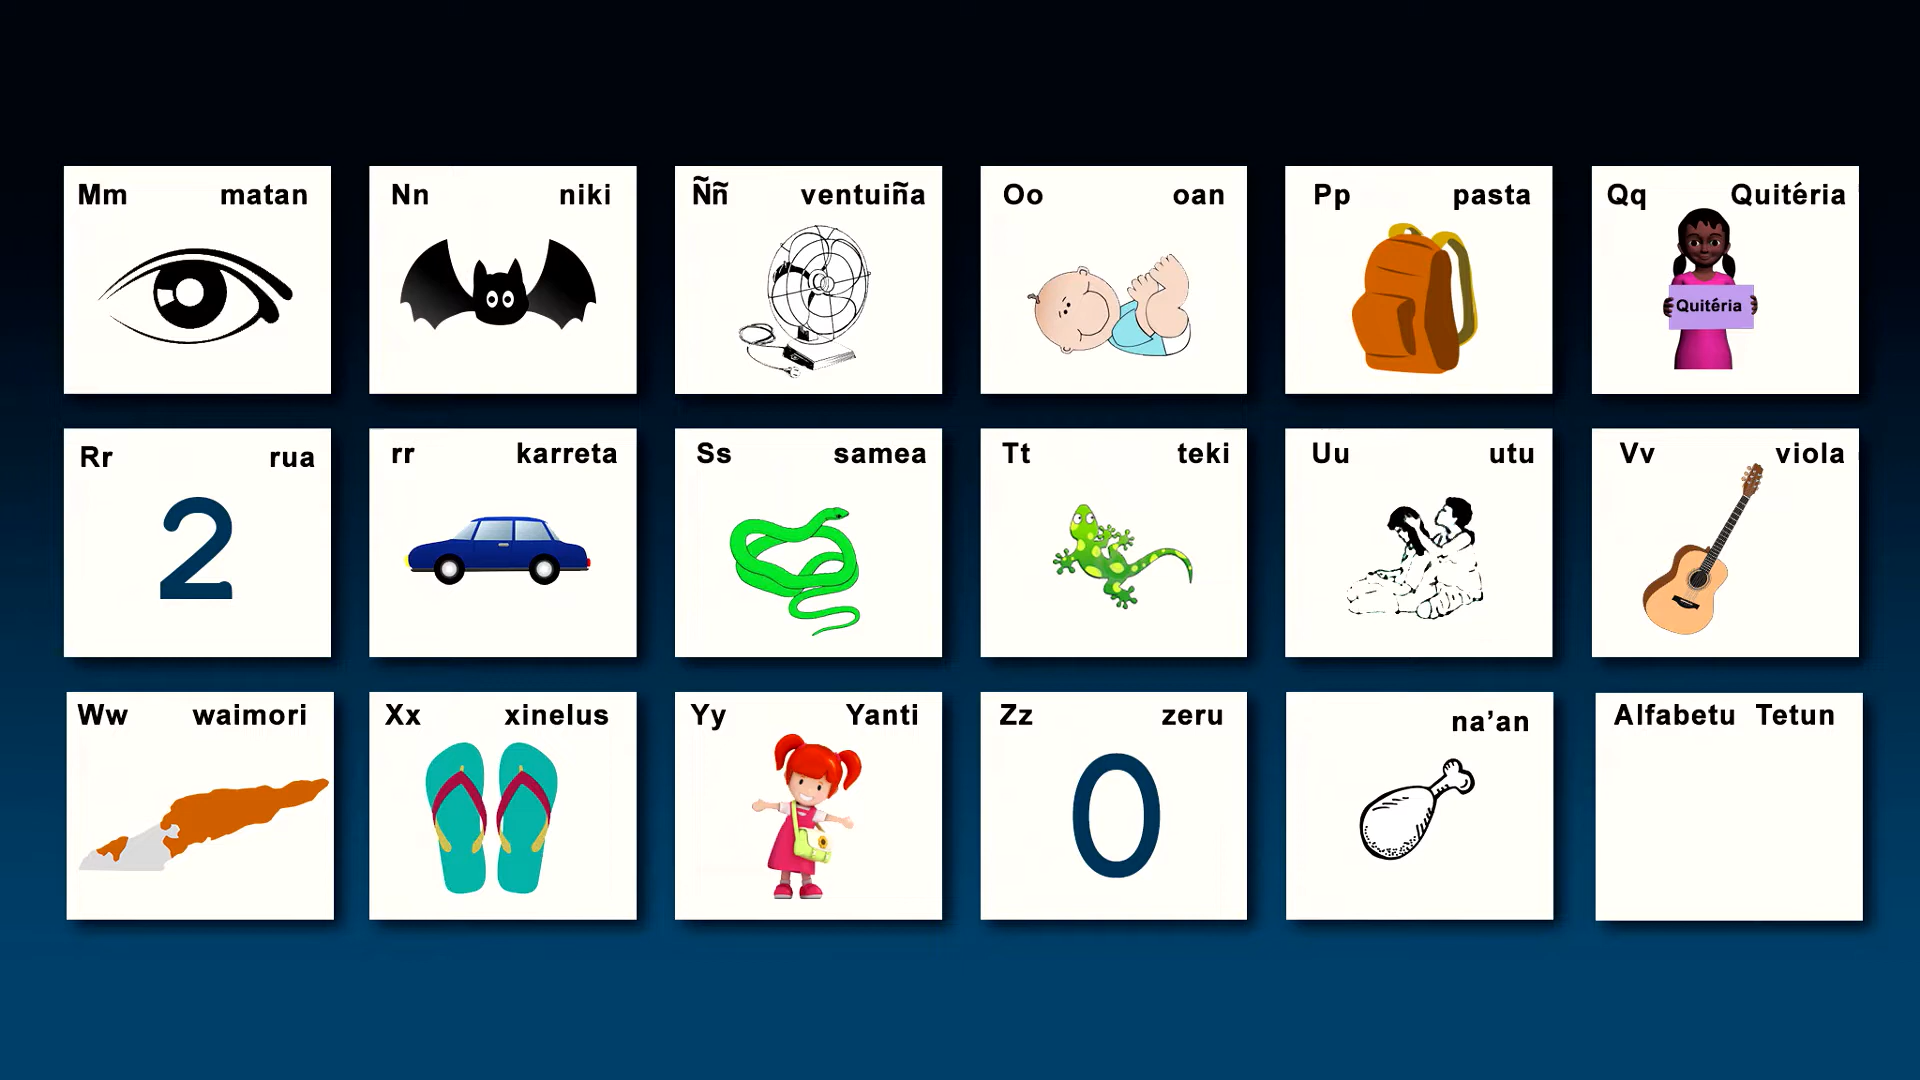 Mm matan
Nn niki
Ññ ventuiña
Oo oan
Pp pasta
Qq Quitéria
Quitéria
Rr rua
2
rr karreta
Ss samea
Tt teki
Uu utu
Vv viola
Ww waimori
Xx xinelus
Yy Yanti
Zz zeru
0
na’an
Alfabetu Tetun